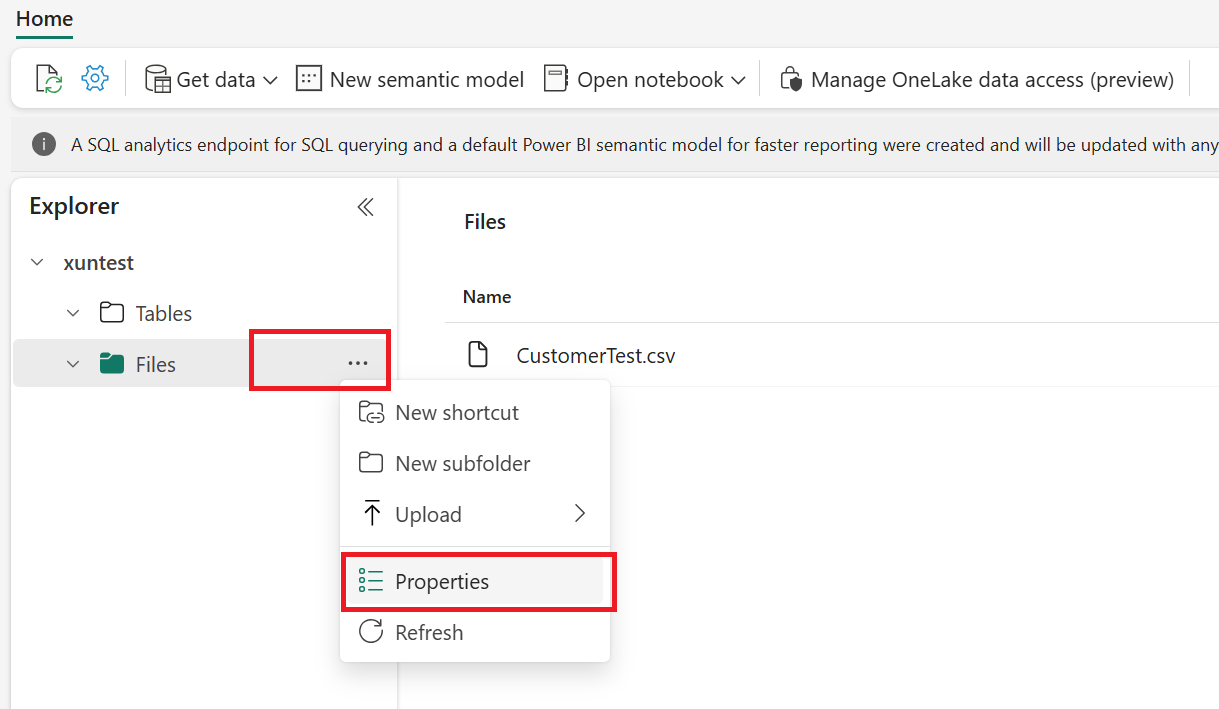 Home
Get data
New semantic model
Open notebook
Manage OneLake data access (preview)
A SQL analytics endpoint for SQL querying and a default Power BI semantic model for faster reporting were created and will be updated with any
Explorer
xuntest
Tables
Files
Files
Name
CustomerTest.csv
New shortcut
New subfolder
Upload
Properties
Refresh